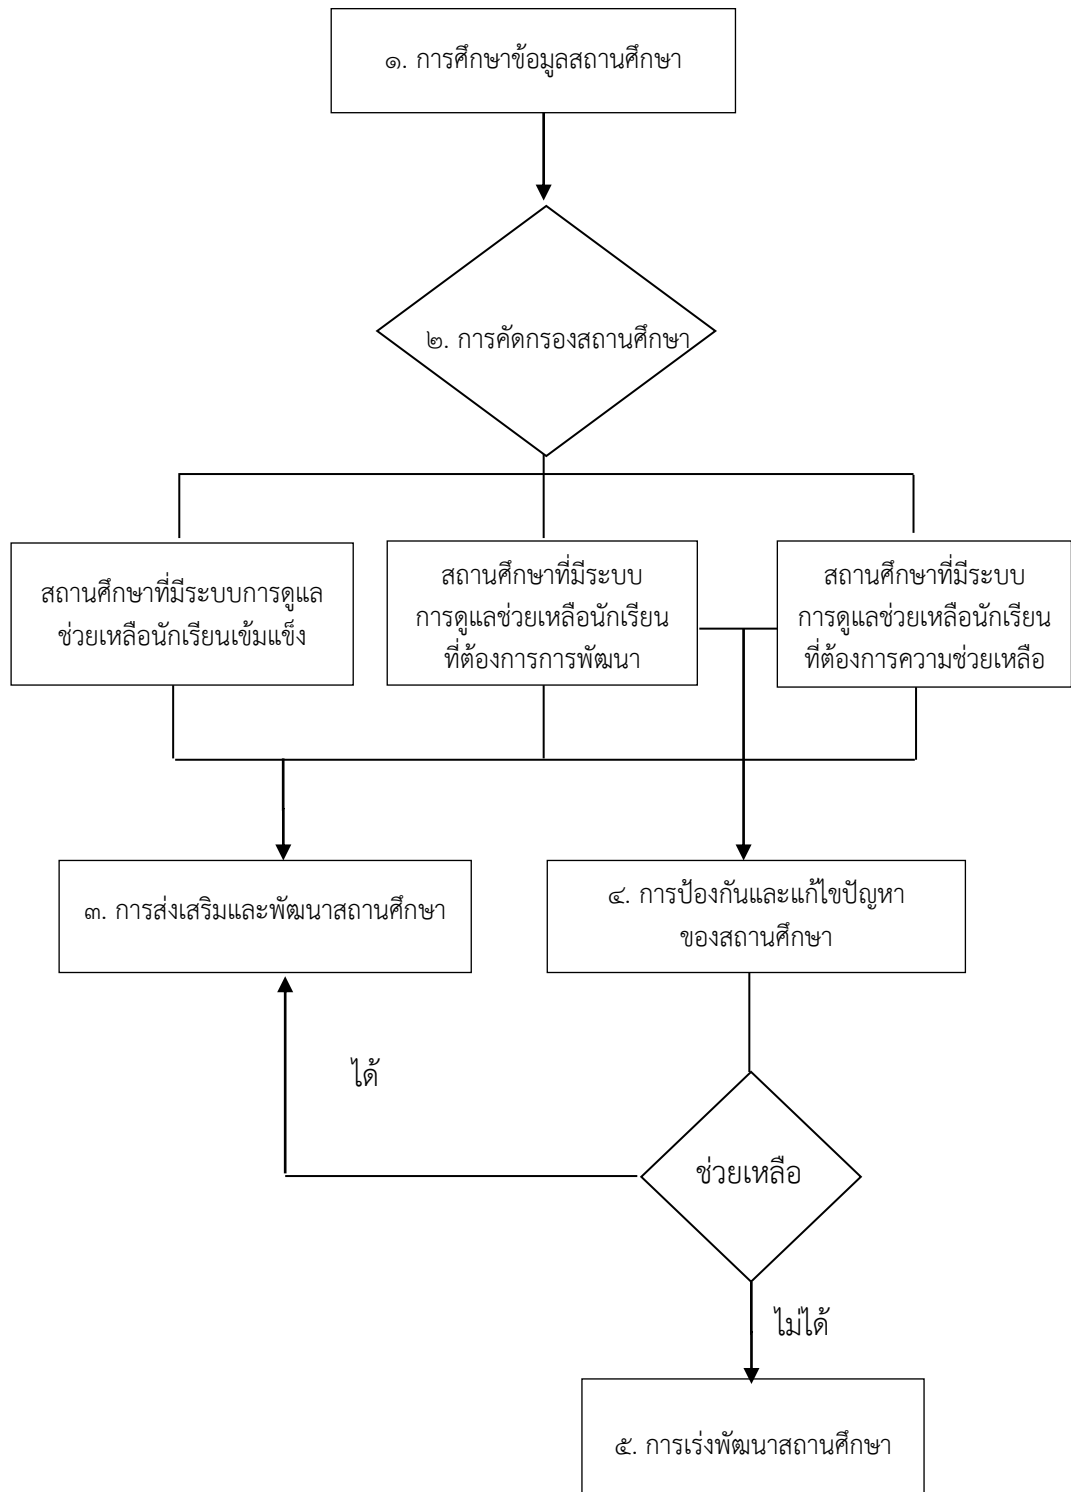 ๑. การศึกษาข้อมูลสถานศึกษา
๒. การคัดกรองสถานศึกษา
สถานศึกษาที่มีระบบการดูแล
ช่วยเหลือนักเรียนเข้มแข็ง
สถานศึกษาที่มีระบบ
การดูแลช่วยเหลือนักเรียน
ที่ต้องการการพัฒนา
สถานศึกษาที่มีระบบ
การดูแลช่วยเหลือนักเรียน
ที่ต้องการความช่วยเหลือ
๓. การส่งเสริมและพัฒนาสถานศึกษา
๔. การป้องกันและแก้ไขปัญหา
ของสถานศึกษา
ได้
ช่วยเหลือ
ไม่ได้
๕. การเร่งพัฒนาสถานศึกษา